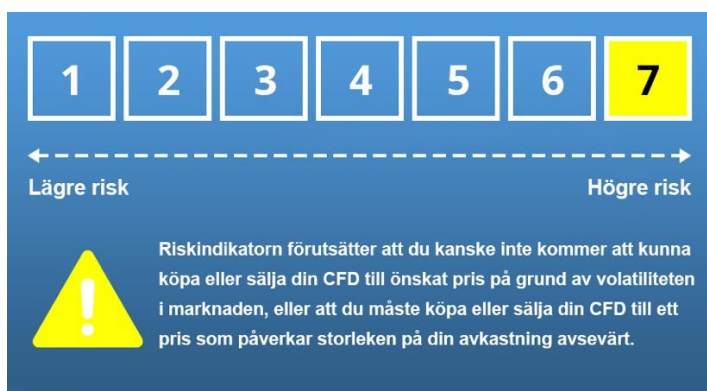 1 2 3 4 5 6 7
Lägre risk Högre risk
!
Riskindikatorn förutsätter att du kanske inte kommer att kunna
köpa eller sälja din CFD till önskat pris på grund av volatiliteten
i marknaden, eller att du måste köpa eller sälja din CFD till ett
pris som påverkar storleken på din avkastning avsevärt.